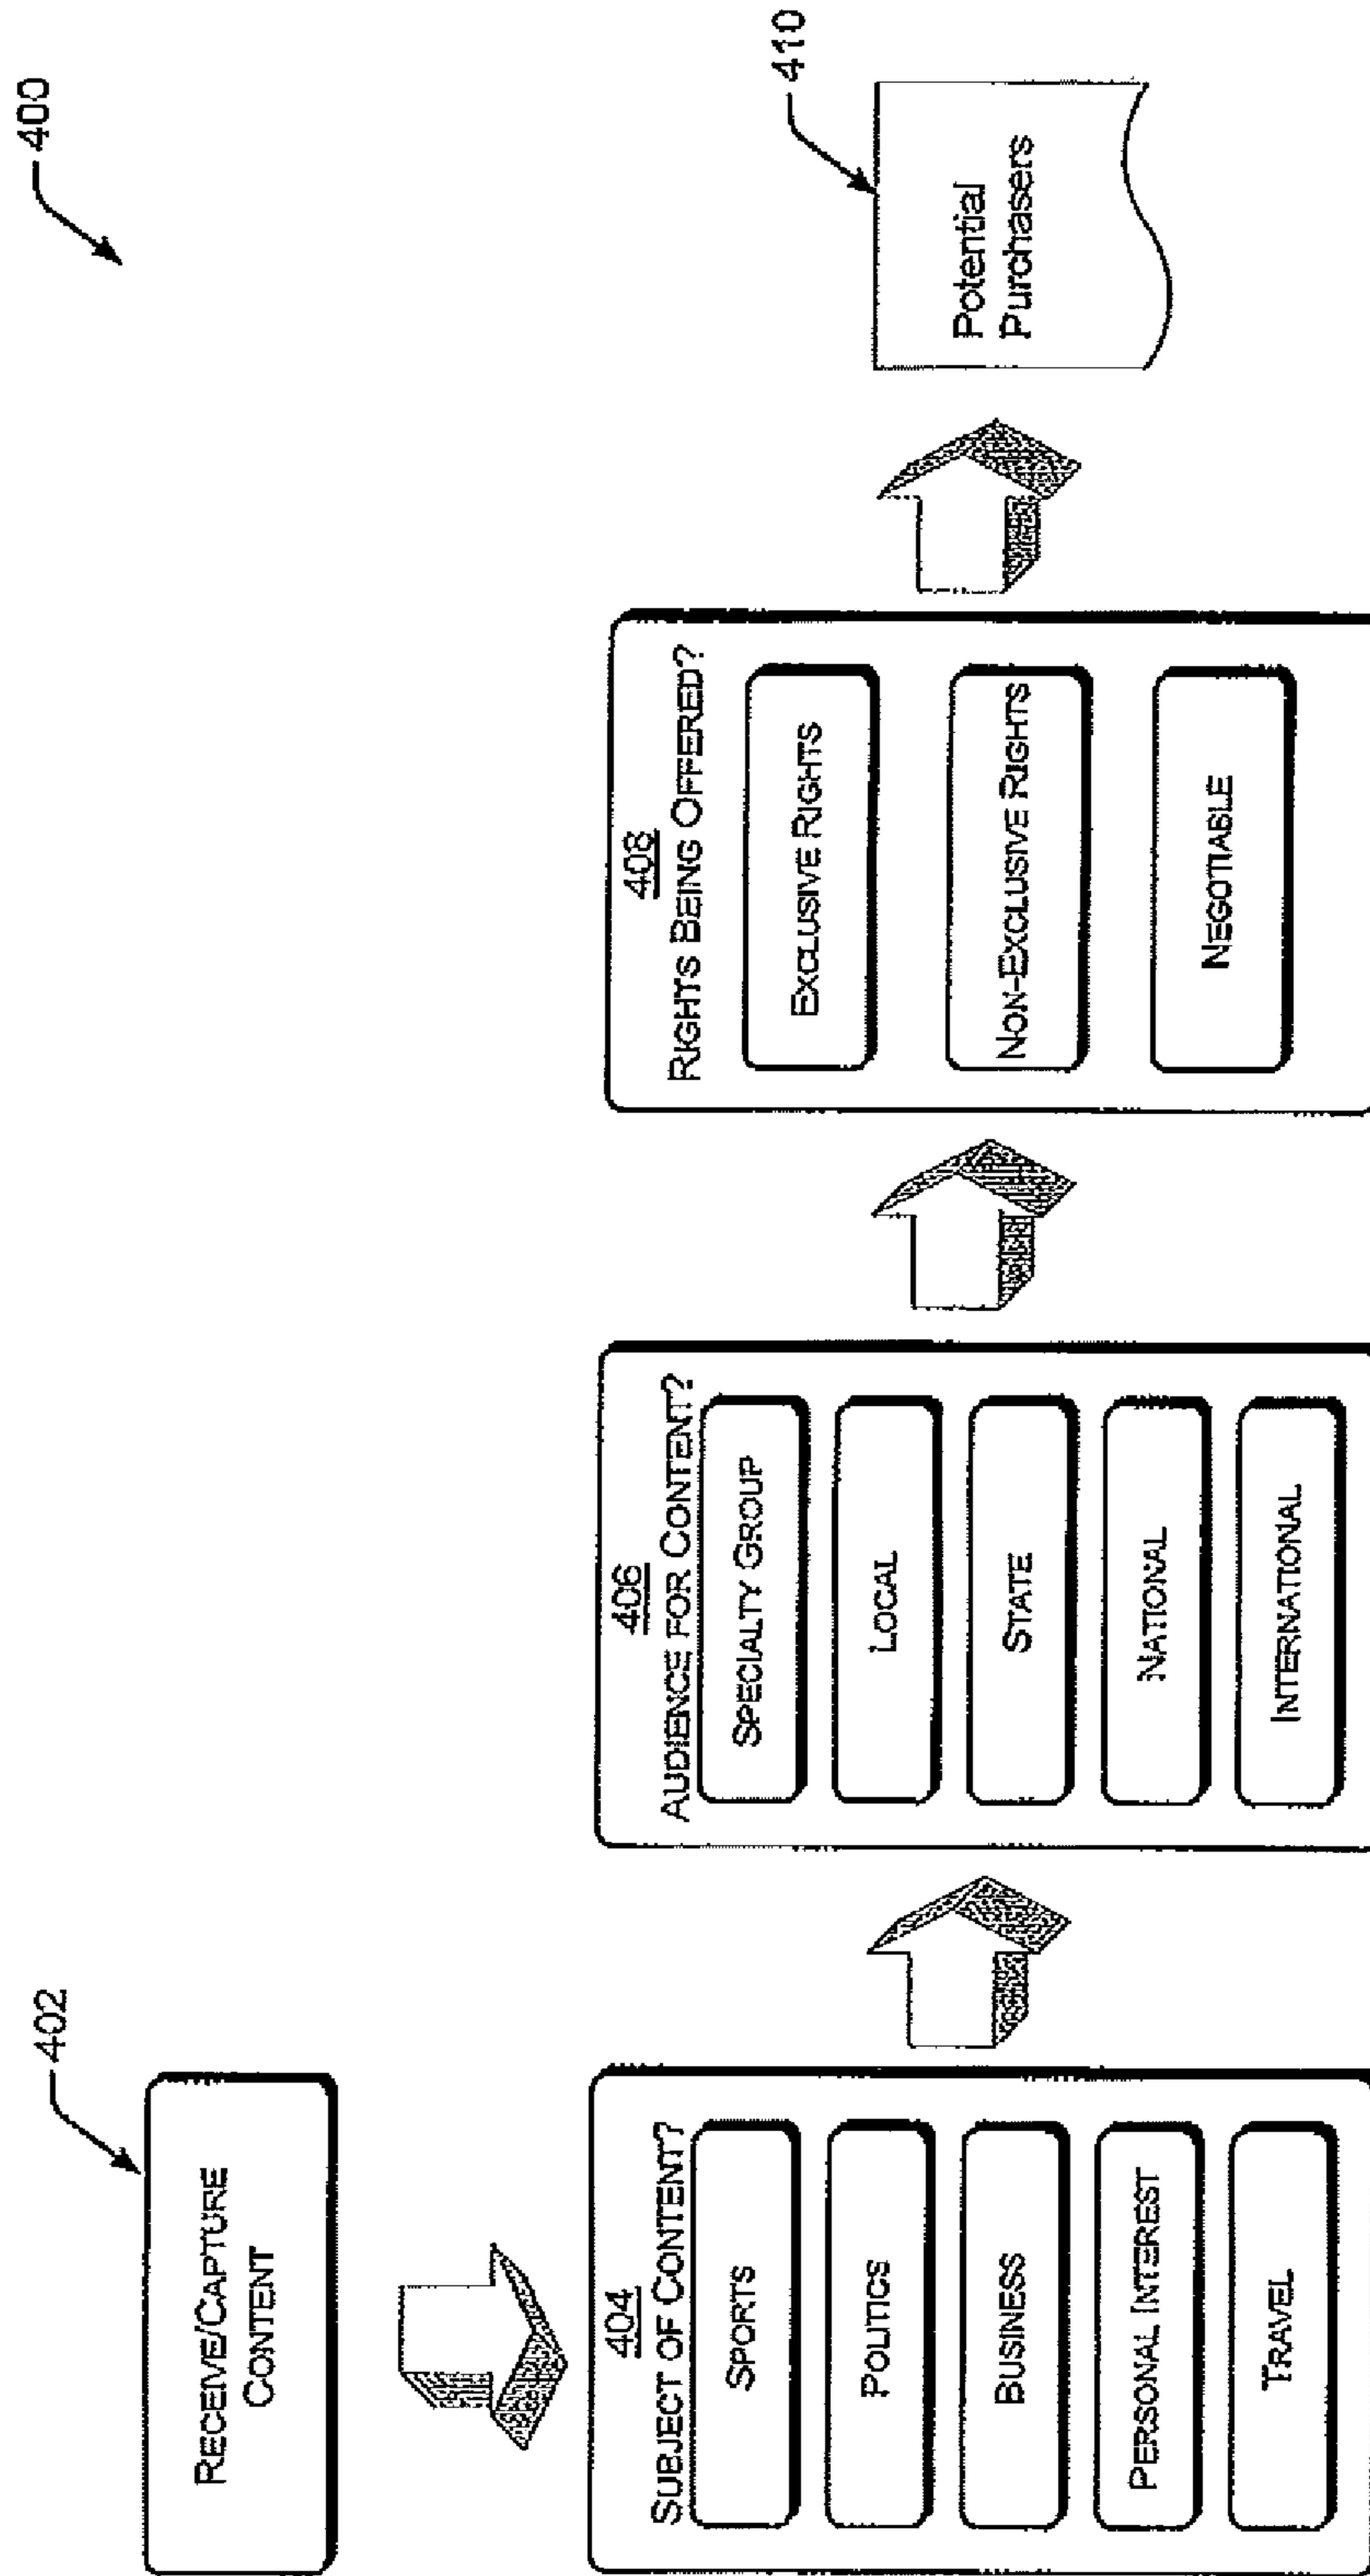 400
402
RECEIVE/CAPTURE
CONTENT
404
SUBJECT OF CONTENT?
SPORTS
POLITICS
BUSINESS
PERSONAL INTEREST
TRAVEL
406
AUDIENCE FOR CONTENT?
SPECIALTY GROUP
LOCAL
STATE
NATIONAL
INTERNATIONAL
408
RIGHTS BEING OFFERED?
EXCLUSIVE RIGHTS
NON-EXCLUSIVE RIGHTS
NEGOTIABLE
410
Potential
Purchasers